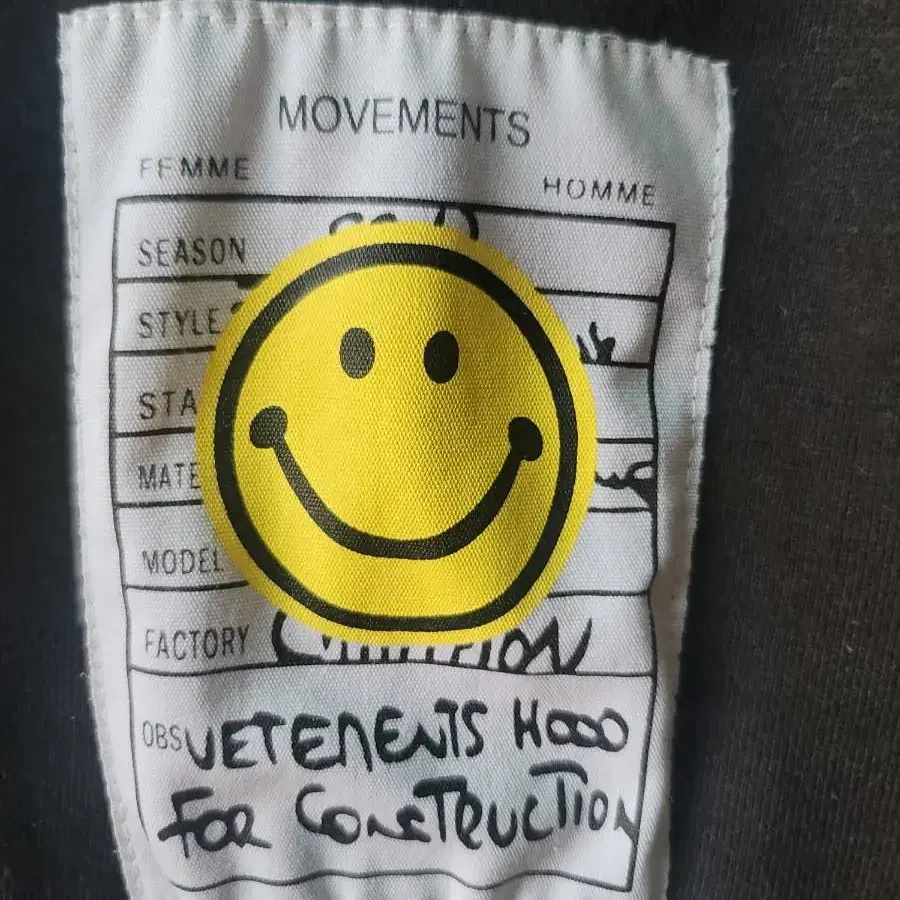 MOVEMENTS
FEMME
HOMME
SEASON
STYLE
STA
MATE
MODEL
FACTORY
OBS VETEMENTS HOOD
FOR CONSTRUCTION